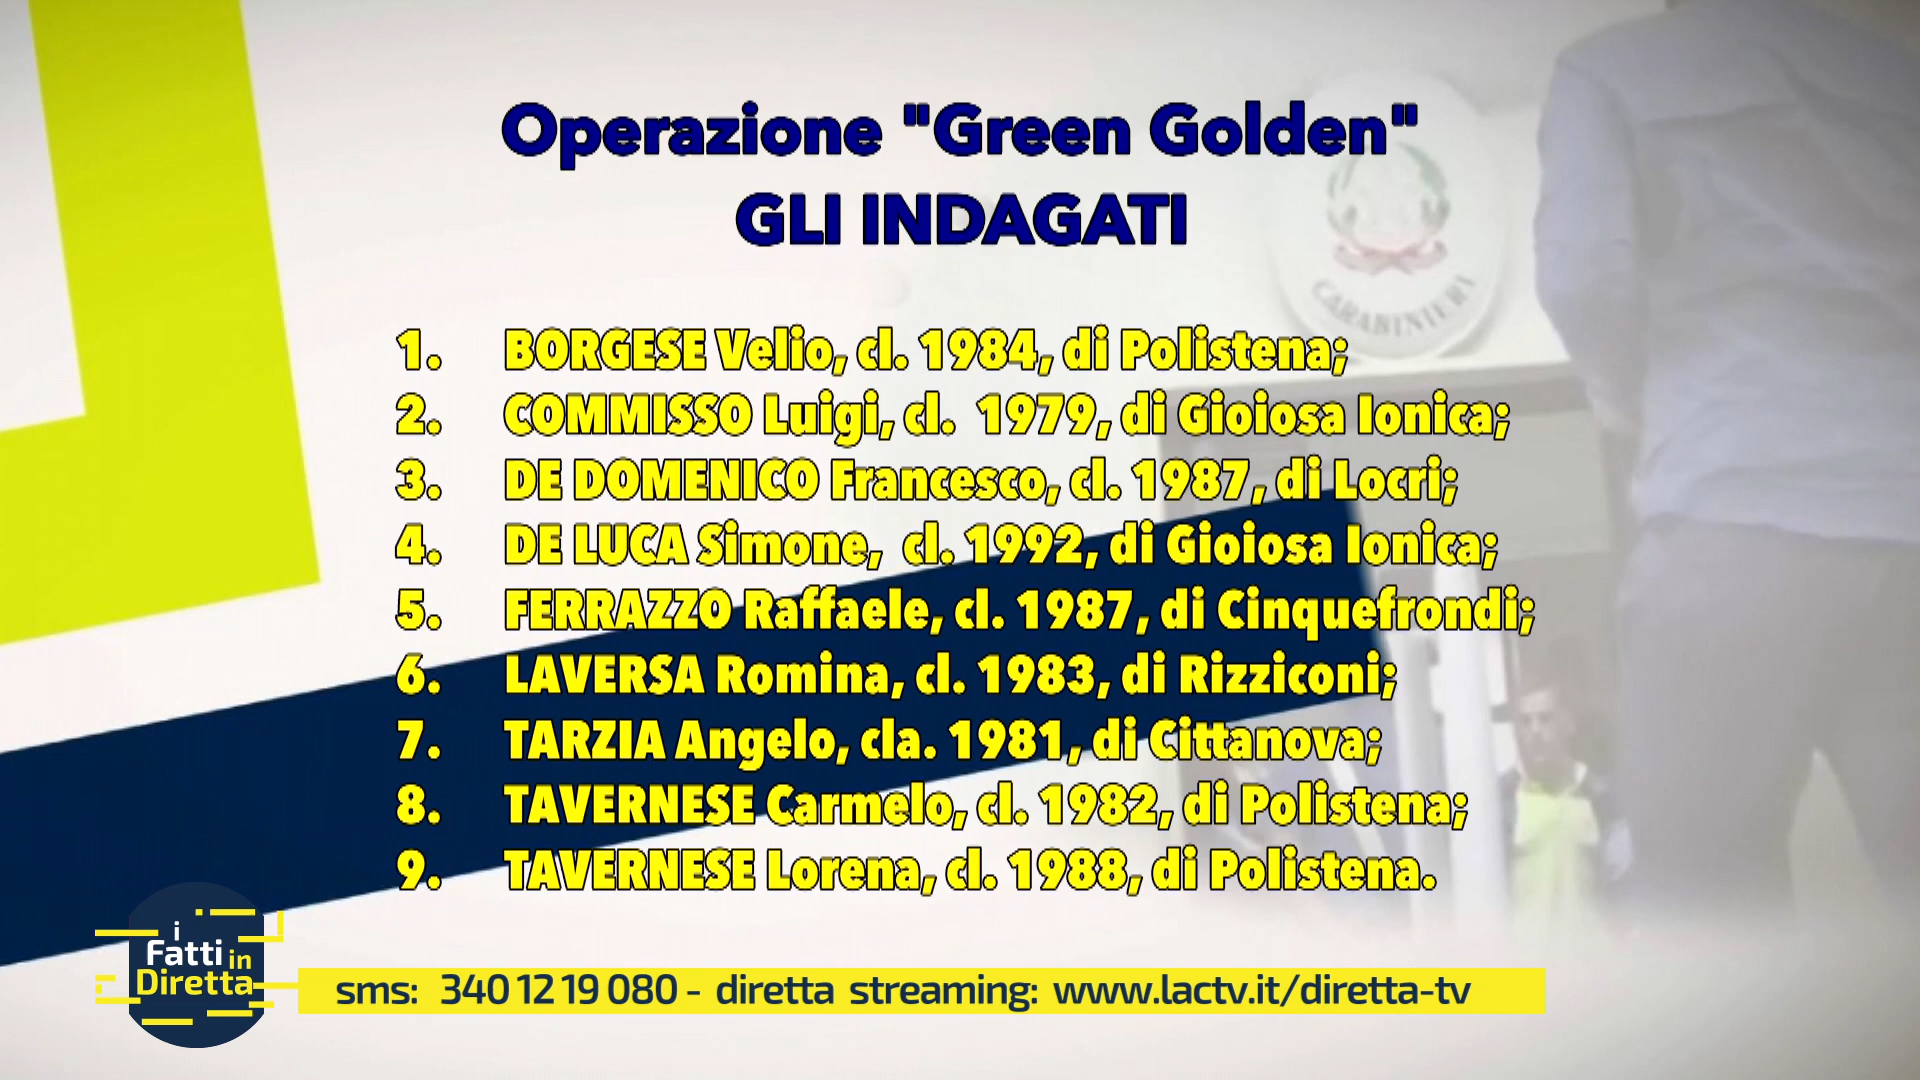 Operazione "Green Golden"
GLI INDAGATI
CARABINIERI
1. BORGESE Velio, cl. 1984, di Polistena;
2. COMMISSO Luigi, cl. 1979, di Gioiosa Ionica;
3. DE DOMENICO Francesco, cl. 1987, di Locri;
4. DE LUCA Simone, cl. 1992, di Gioiosa Ionica;
5. FERRAZZO Raffaele, cl. 1987, di Cinquefrondi;
6. LAVERSA Romina, cl. 1983, di Rizziconi;
7. TARZIA Angelo, cla. 1981, di Cittanova;
8. TAVERNESE Carmelo, cl. 1982, di Polistena;
9. TAVERNESE Lorena, cl. 1988, di Polistena.
i
Fatti in
Diretta
sms: 340 12 19 080 - diretta streaming: www.lactv.it/diretta-tv